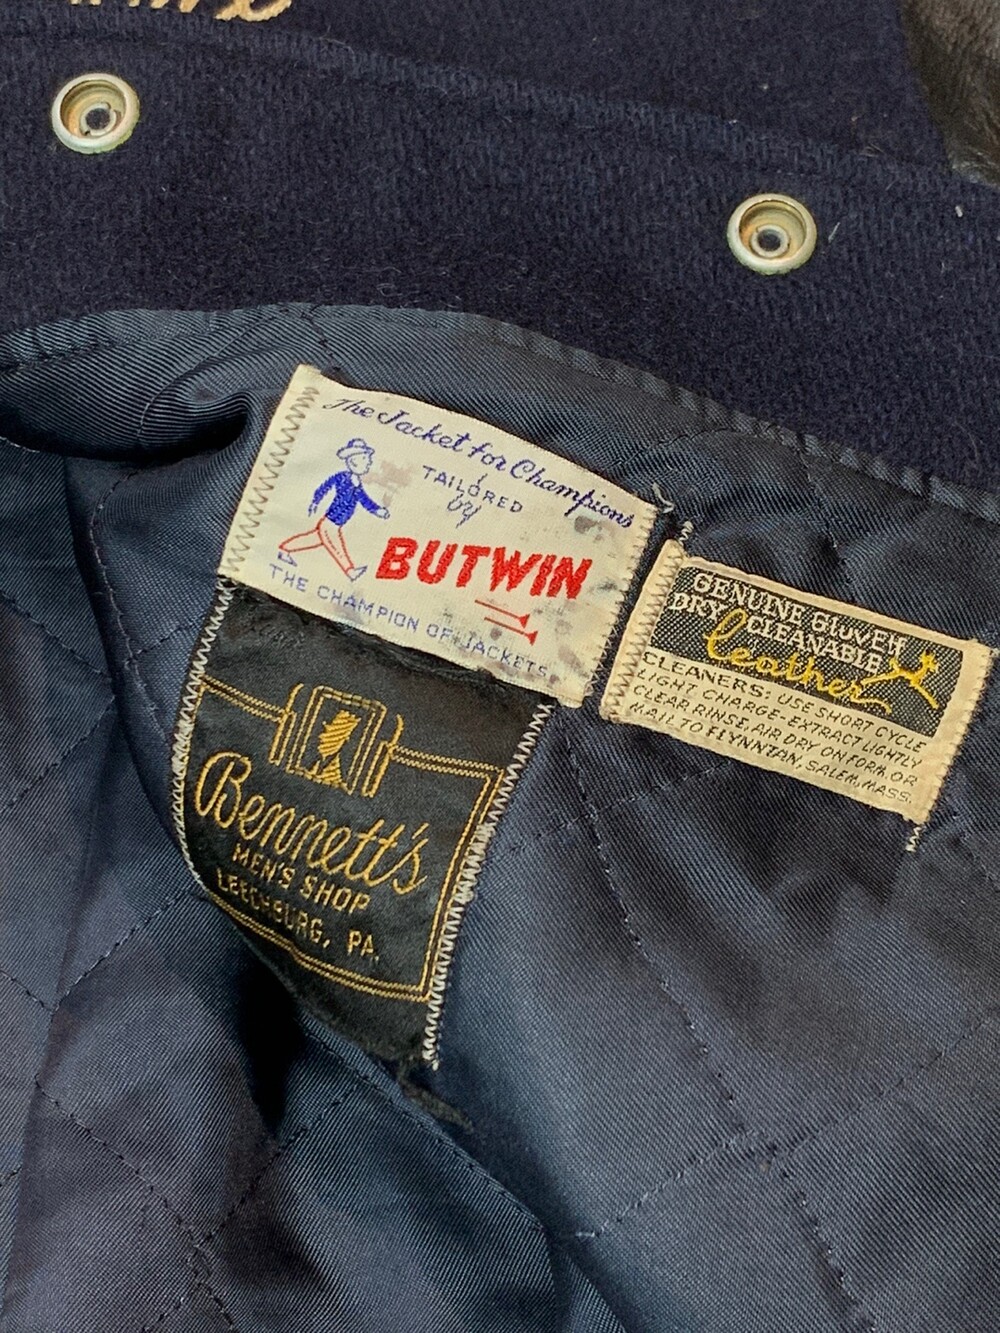 The Jacket for Champions
TAILORED
by
BUTWIN
THE CHAMPION OF JACKETS
Bennett's
MEN'S SHOP
LEECHBURG, PA.
GENUINE GLOVEH
DRY CLEANABLE
leather
CLEANERS: USE SHORT CYCLE
LIGHT CHARGE-EXTRACT LIGHTLY
CLEAR RINSE, AIR DRY ON FORM, OR
MAIL TO FLYNNTAN, SALEM, MASS.